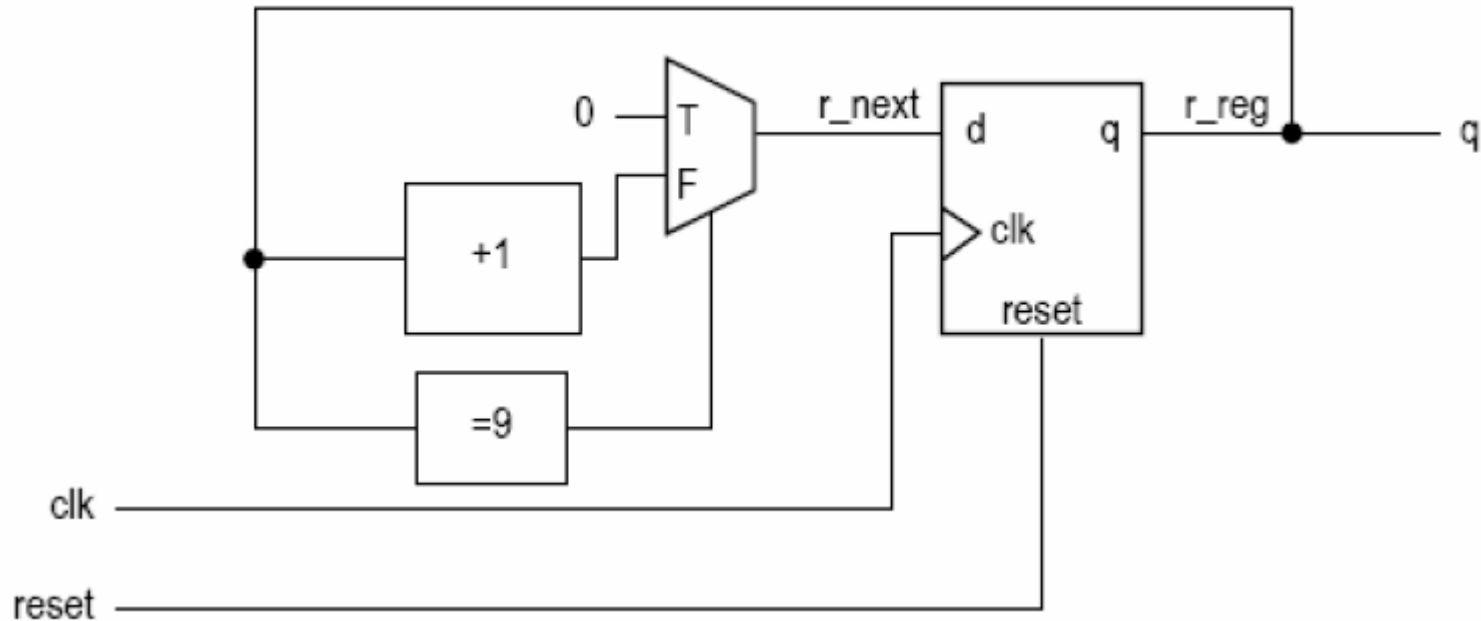 0
T
F
r_next
d
q
r_reg
q
+1
clk
=9
reset
clk
reset